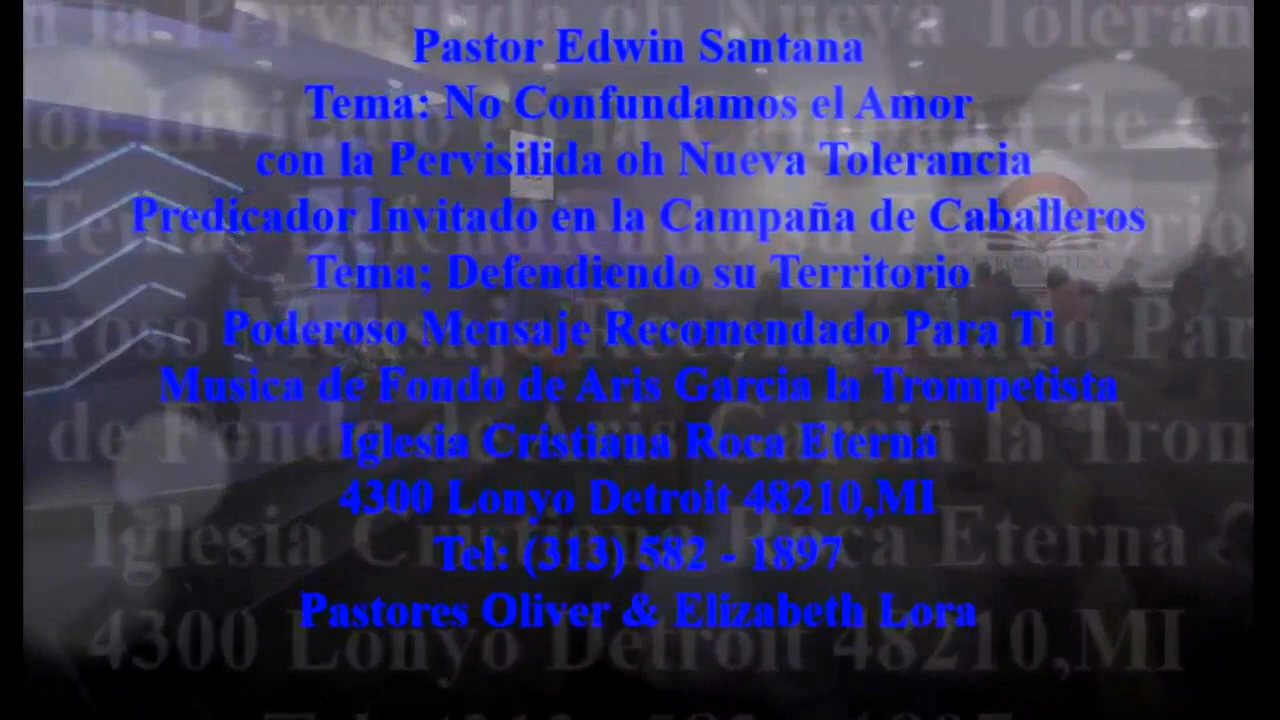 Pastor Edwin Santana
Tema: No Confundamos el Amor
con la Pervisilida oh Nueva Tolerancia
Predicador Invitado en la Campaña de Caballeros
Tema; Defendiendo su Territorio
Poderoso Mensaje Recomendado Para Ti
Musica de Fondo de Aris Garcia la Trompetista
Iglesia Cristiana Roca Eterna
4300 Lonyo Detroit 48210,MI
Tel: (313) 582 - 1897
Pastores Oliver & Elizabeth Lora